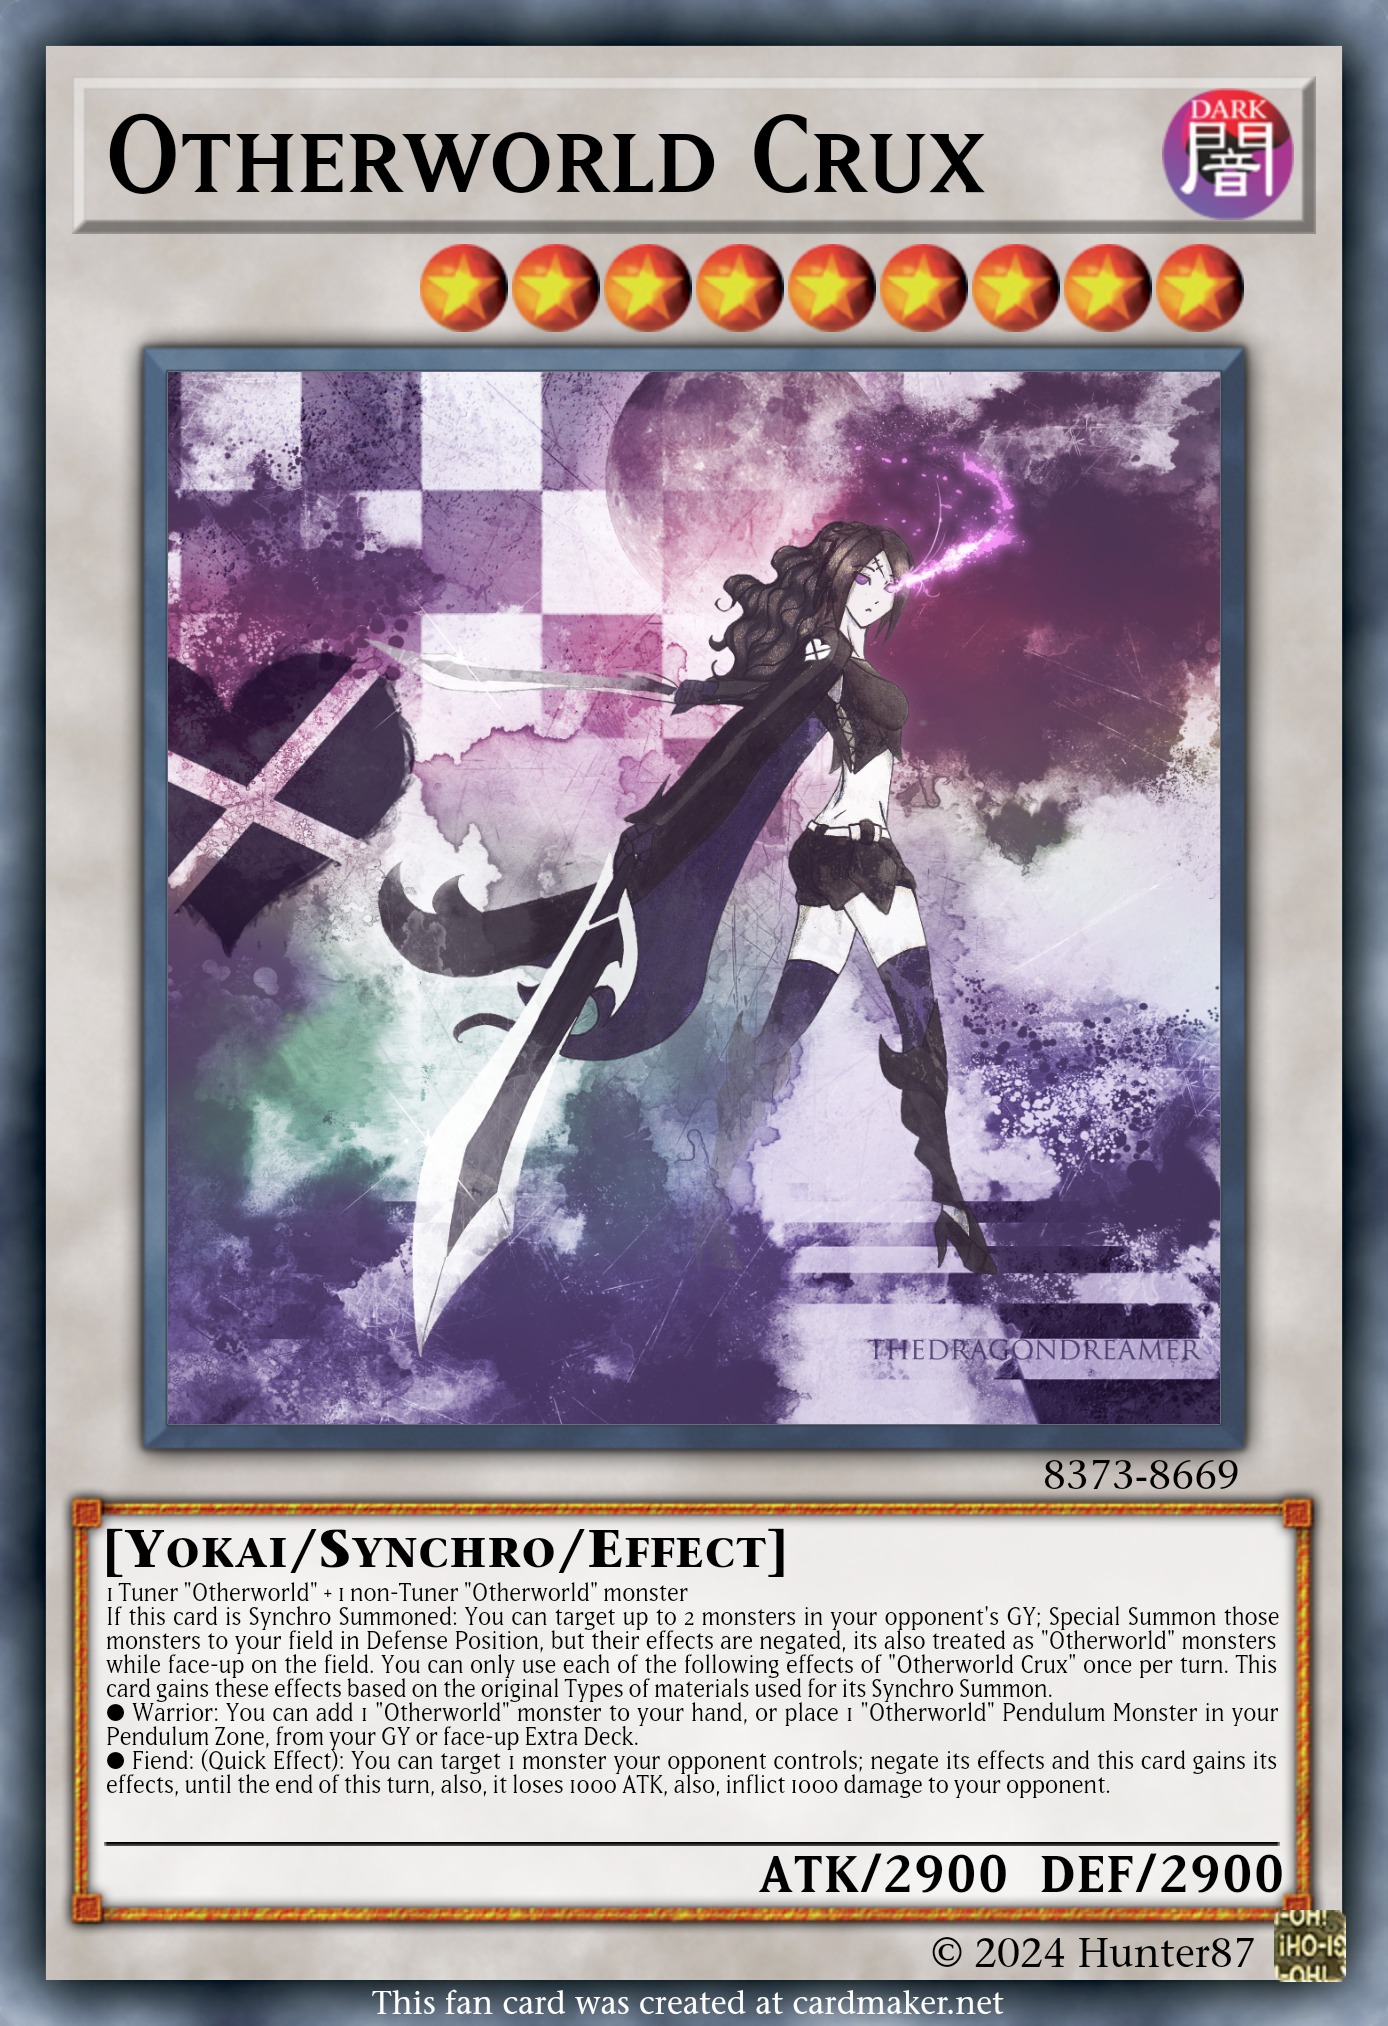 Otherworld Crux
DARK
闇
THEDRAGONDREAMER
8373-8669
[Yokai/Synchro/Effect]
1 Tuner "Otherworld" + 1 non-Tuner "Otherworld" monster
If this card is Synchro Summoned: You can target up to 2 monsters in your opponent's GY; Special Summon those
monsters to your field in Defense Position, but their effects are negated, its also treated as "Otherworld" monsters
while face-up on the field. You can only use each of the following effects of "Otherworld Crux" once per turn. This
card gains these effects based on the original Types of materials used for its Synchro Summon.
● Warrior: You can add 1 "Otherworld" monster to your hand, or place 1 "Otherworld" Pendulum Monster in your
Pendulum Zone, from your GY or face-up Extra Deck.
● Fiend: (Quick Effect): You can target 1 monster your opponent controls; negate its effects and this card gains its
effects, until the end of this turn, also, it loses 1000 ATK, also, inflict 1000 damage to your opponent.
ATK/2900 DEF/2900
© 2024 Hunter87
This fan card was created at cardmaker.net